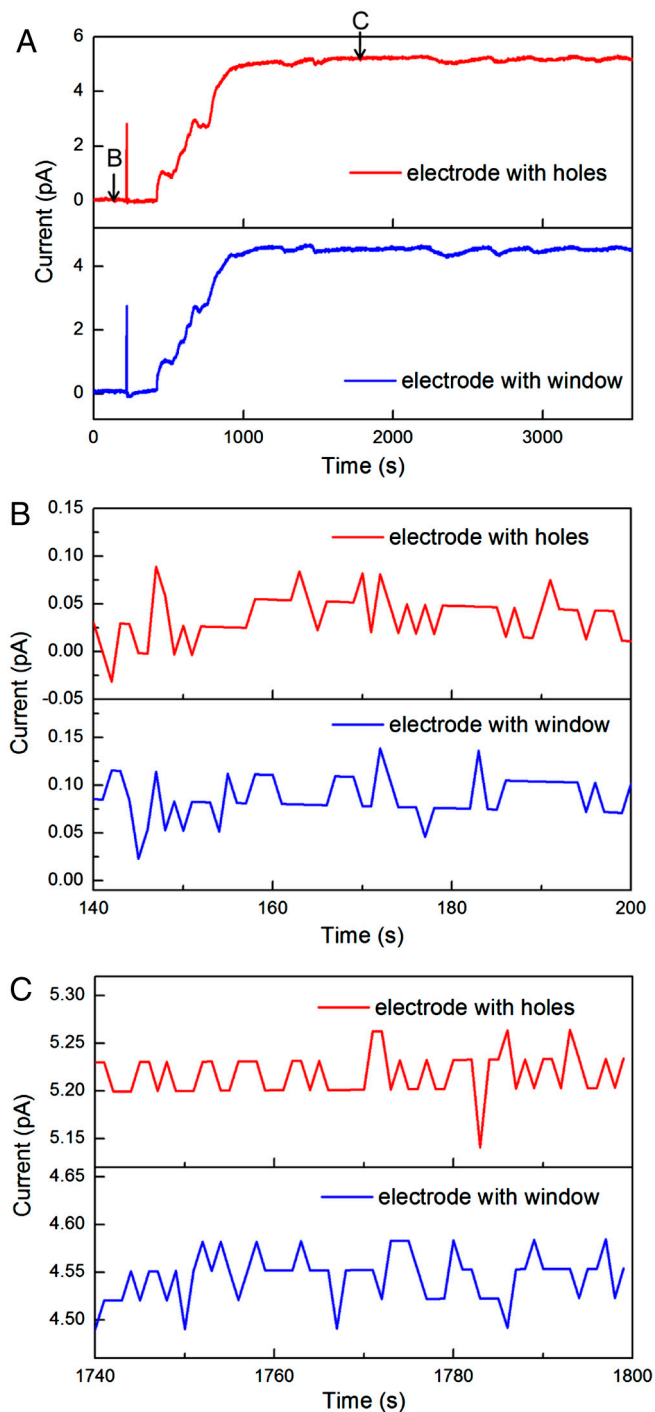 A
C
6
4
B
2
0
electrode with holes
Current (pA)
4
2
0
electrode with window
0 1000 2000 3000
Time (s)
B
0.15
0.10
0.05
0.00
-0.05
electrode with holes
Current (pA)
0.15
0.10
0.05
0.00
electrode with window
140 160 180 200
Time (s)
C
5.30
5.25
5.20
5.15
electrode with holes
Current (pA)
4.65
4.60
4.55
4.50
electrode with window
1740 1760 1780 1800
Time (s)